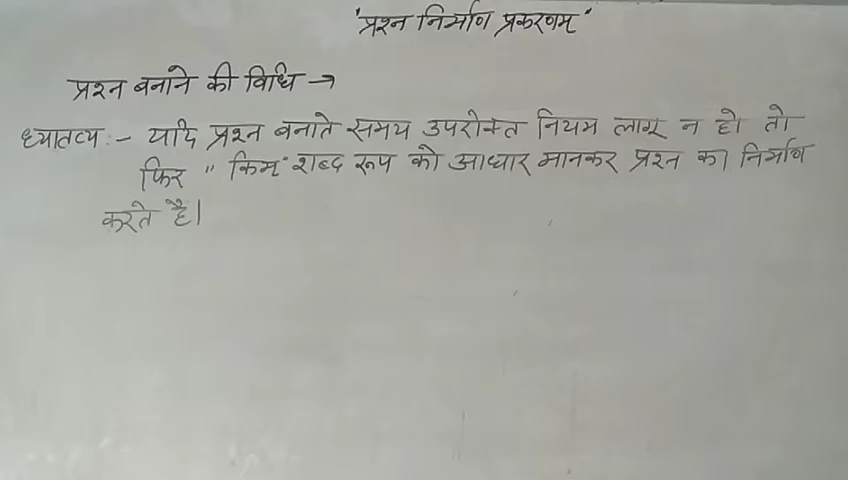 'प्रश्न निर्माण प्रकरणम्'
प्रश्न बनाने की विधि →
ध्यातव्य :- यदि प्रश्न बनाते समय उपरोक्त नियम लागू न हो तो
फिर "किम्" शब्द रूप को आधार मानकर प्रश्न का निर्माण
करते है।